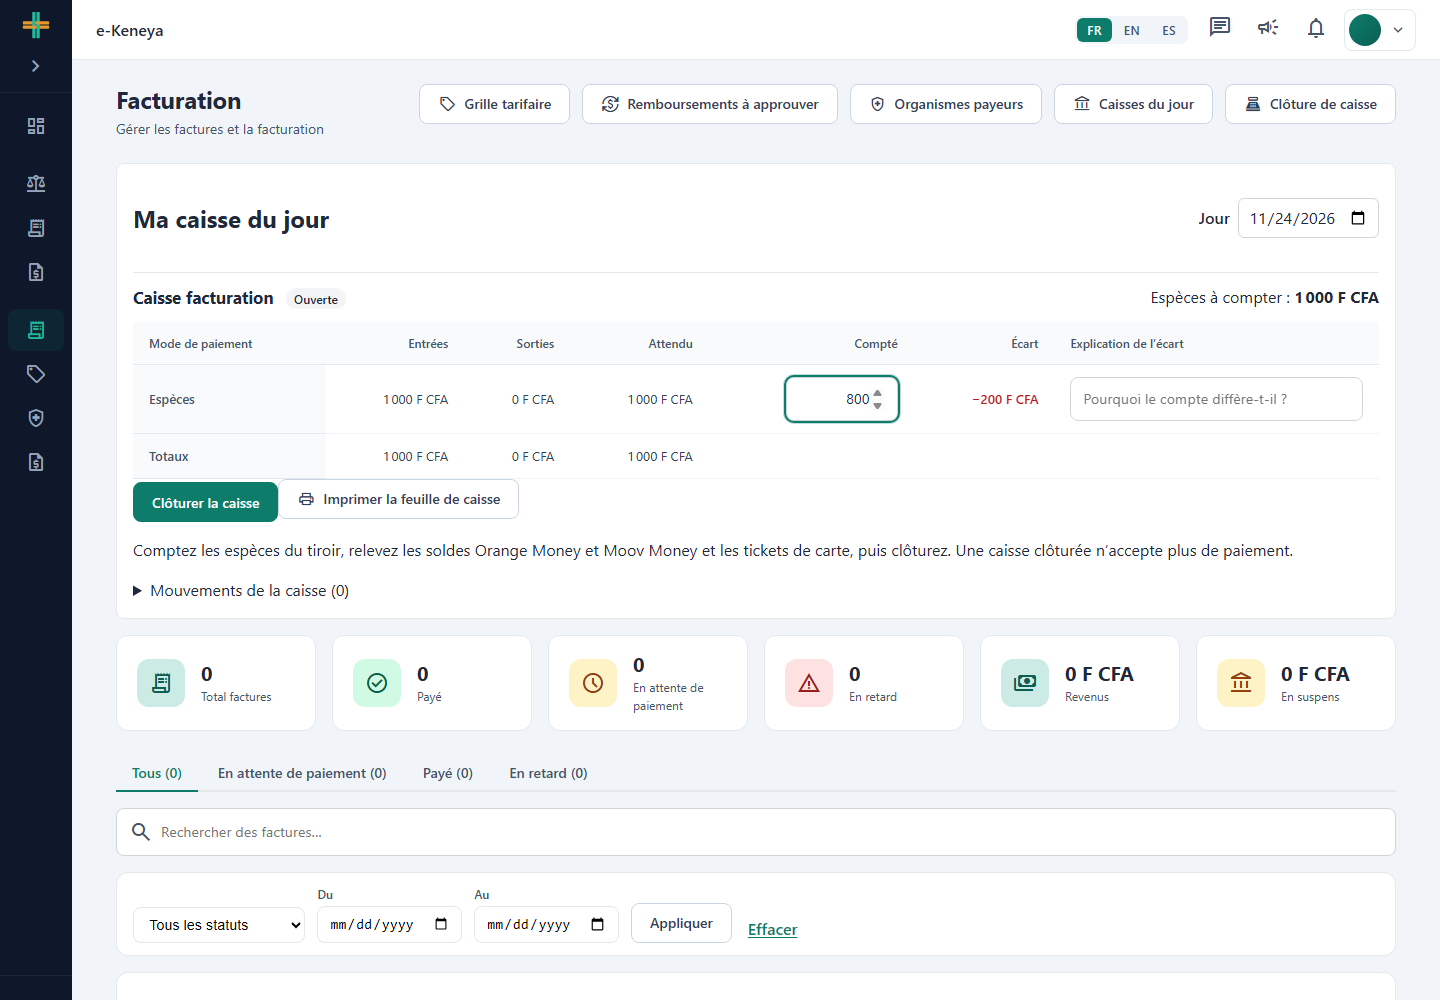 e-Keneya
FR EN ES
Facturation
Gérer les factures et la facturation
Grille tarifaire
Remboursements à approuver
Organismes payeurs
Caisses du jour
Clôture de caisse
Ma caisse du jour
Jour 11/24/2026
Caisse facturation Ouverte
Espèces à compter : 1 000 F CFA
Mode de paiement Entrées Sorties Attendu Compté Écart Explication de l’écart
Espèces 1 000 F CFA 0 F CFA 1 000 F CFA 800 −200 F CFA Pourquoi le compte diffère-t-il ?
Totaux 1 000 F CFA 0 F CFA 1 000 F CFA
Clôturer la caisse
Imprimer la feuille de caisse
Comptez les espèces du tiroir, relevez les soldes Orange Money et Moov Money et les tickets de carte, puis clôturez. Une caisse clôturée n’accepte plus de paiement.
Mouvements de la caisse (0)
0
Total factures
0
Payé
0
En attente de
paiement
0
En retard
0 F CFA
Revenus
0 F CFA
En suspens
Tous (0)
En attente de paiement (0)
Payé (0)
En retard (0)
Rechercher des factures...
Du
Au
Tous les statuts
mm/dd/yyyy
mm/dd/yyyy
Appliquer
Effacer